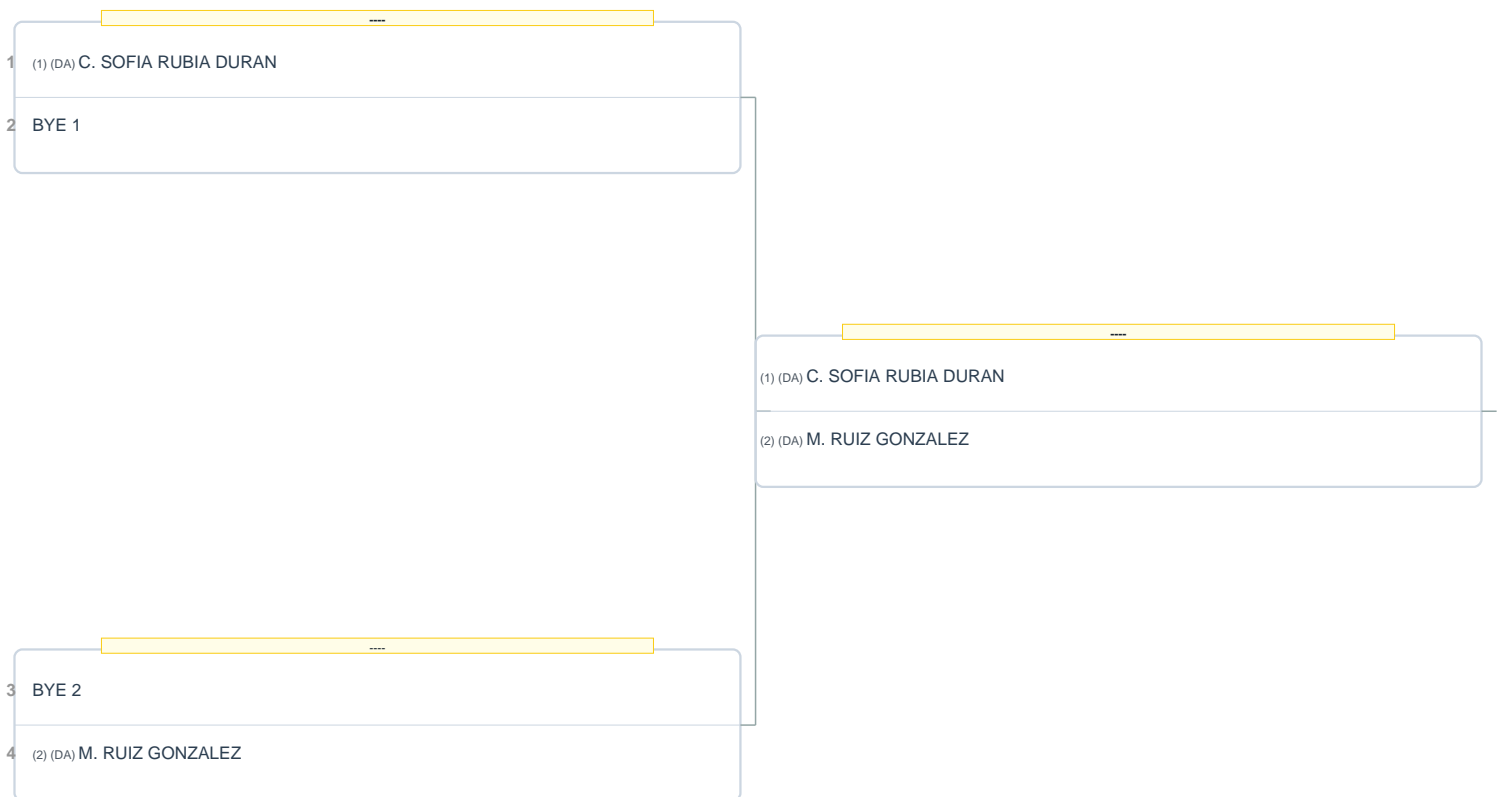 ----
1 (1) (DA) C. SOFIA RUBIA DURAN
2 BYE 1
----
(1) (DA) C. SOFIA RUBIA DURAN
(2) (DA) M. RUIZ GONZALEZ
----
3 BYE 2
4 (2) (DA) M. RUIZ GONZALEZ